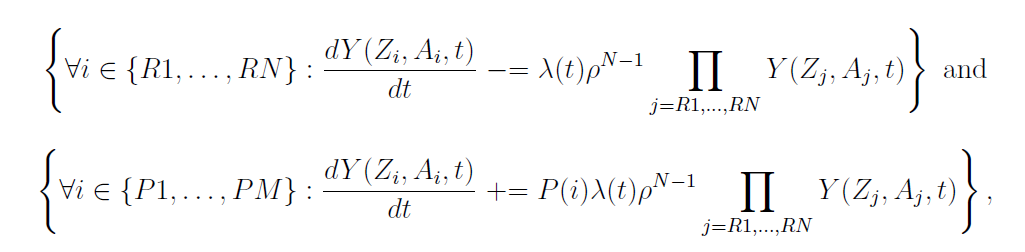 {∀i ∈ {R1, . . . , RN} : dY(Z_i, A_i, t)/dt −= λ(t)ρ^{N−1} ∏_{j=R1,...,RN} Y(Z_j, A_j, t)} and
{∀i ∈ {P1, . . . , PM} : dY(Z_i, A_i, t)/dt += P(i)λ(t)ρ^{N−1} ∏_{j=R1,...,RN} Y(Z_j, A_j, t)} ,